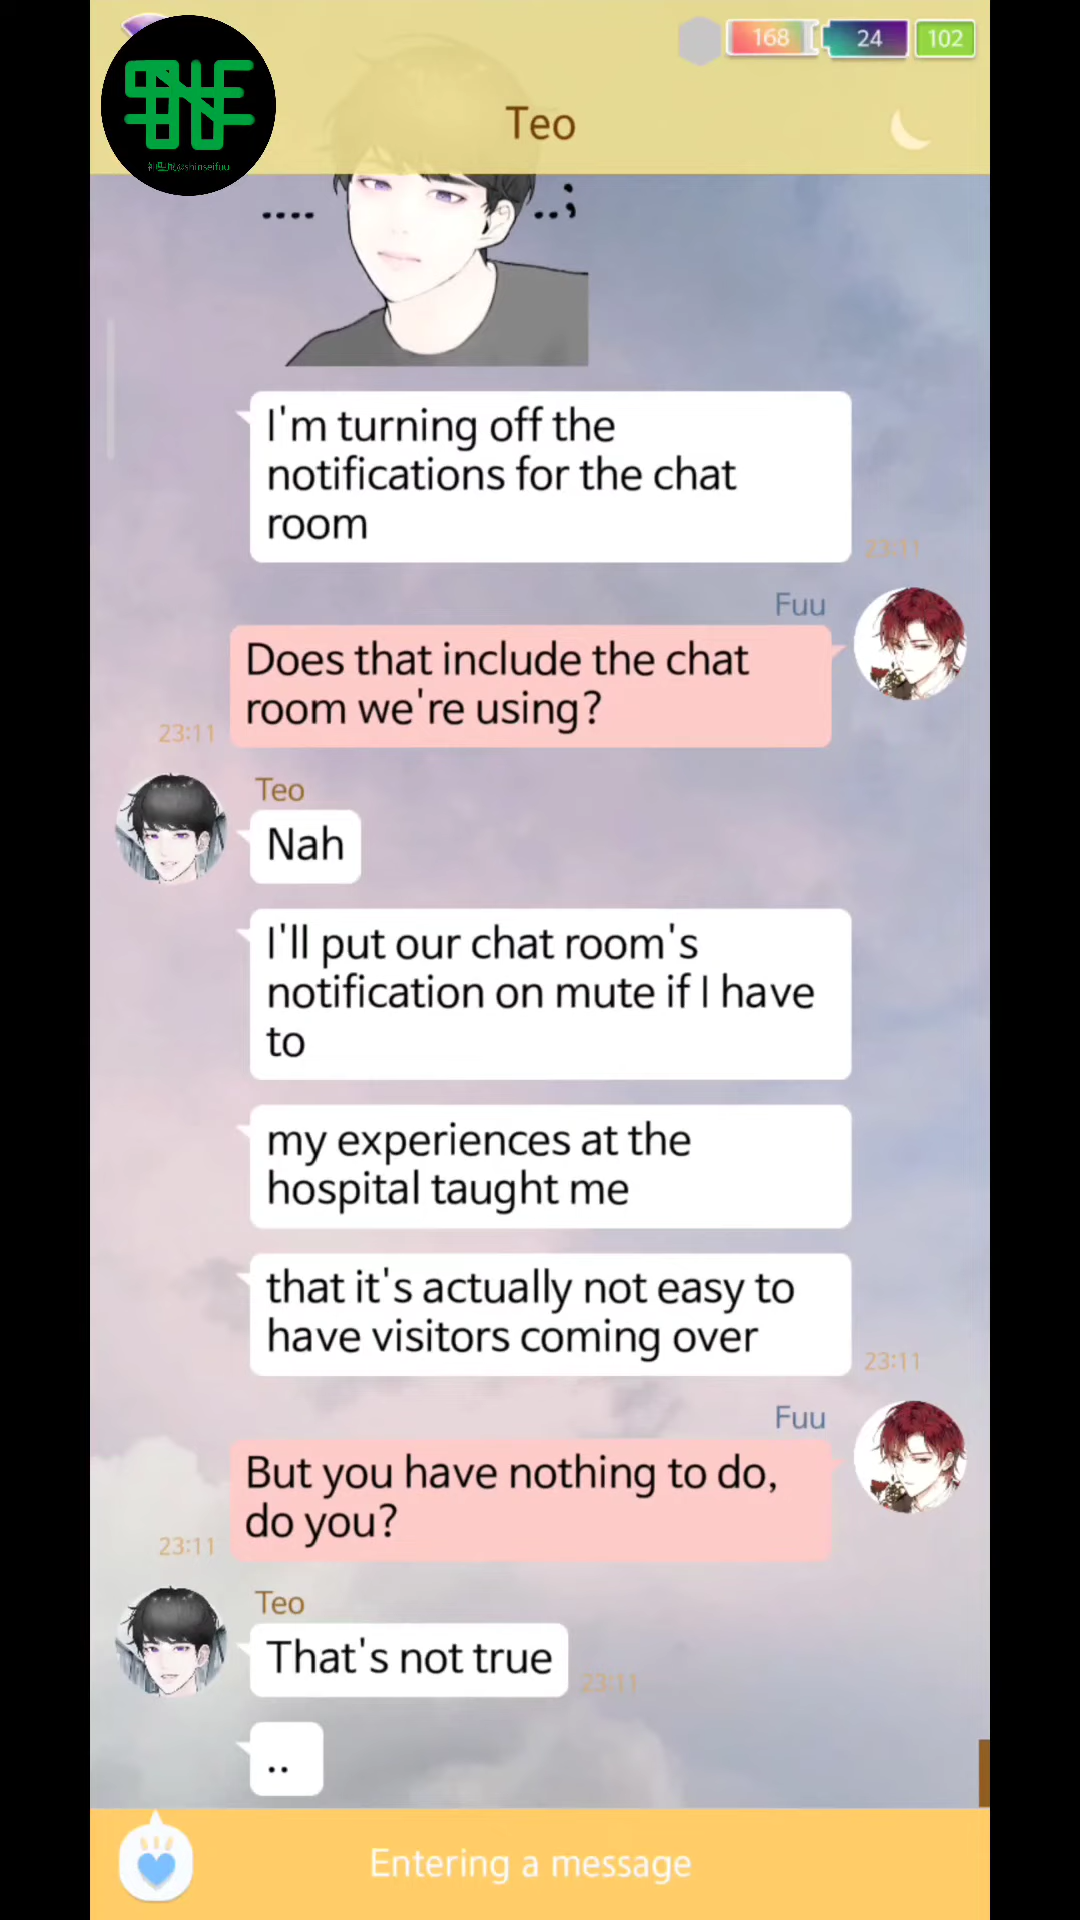 168 24 102
Teo
@shinseifuu
.... ..;
I'm turning off the
notifications for the chat
room
23:11
Fuu
Does that include the chat
room we're using?
23:11
Teo
Nah
I'll put our chat room's
notification on mute if I have
to
my experiences at the
hospital taught me
that it's actually not easy to
have visitors coming over
23:11
Fuu
But you have nothing to do,
do you?
23:11
Teo
That's not true
23:11
..
Entering a message